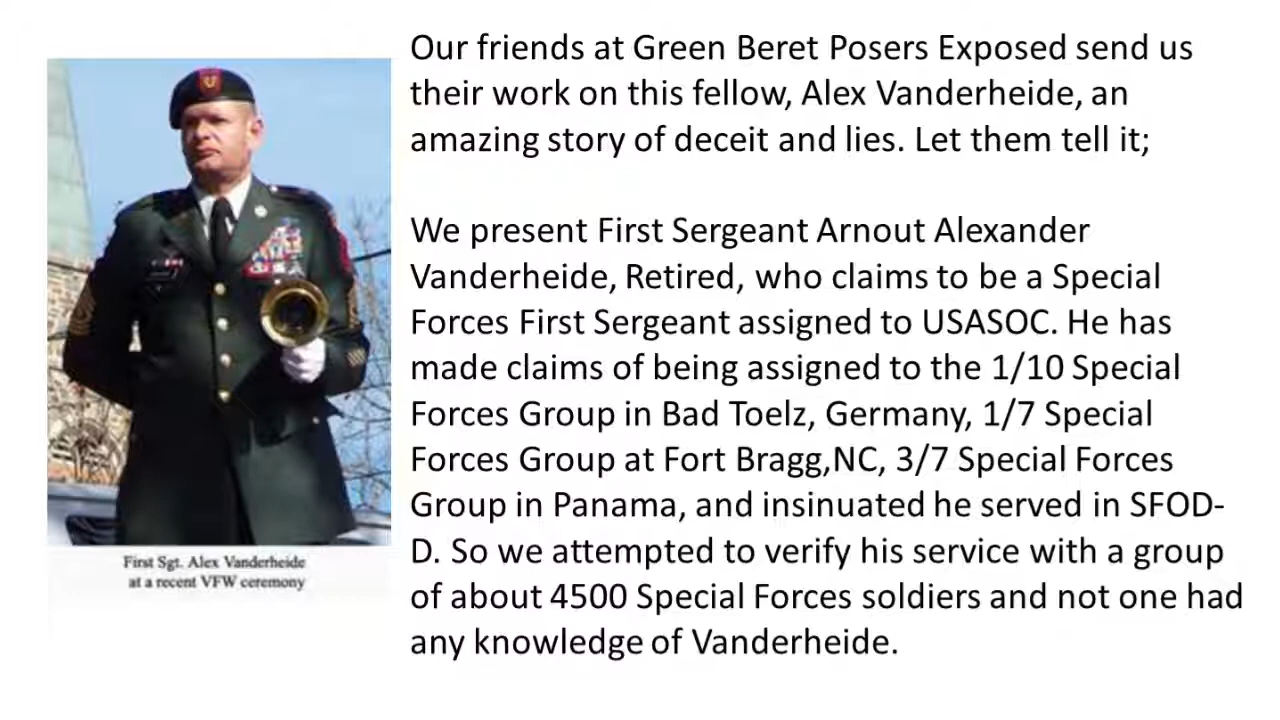 Our friends at Green Beret Posers Exposed send us
their work on this fellow, Alex Vanderheide, an
amazing story of deceit and lies. Let them tell it;
We present First Sergeant Arnout Alexander
Vanderheide, Retired, who claims to be a Special
Forces First Sergeant assigned to USASOC. He has
made claims of being assigned to the 1/10 Special
Forces Group in Bad Toelz, Germany, 1/7 Special
Forces Group at Fort Bragg,NC, 3/7 Special Forces
Group in Panama, and insinuated he served in SFOD-
D. So we attempted to verify his service with a group
of about 4500 Special Forces soldiers and not one had
any knowledge of Vanderheide.
First Sgt. Alex Vanderheide
at a recent VFW ceremony